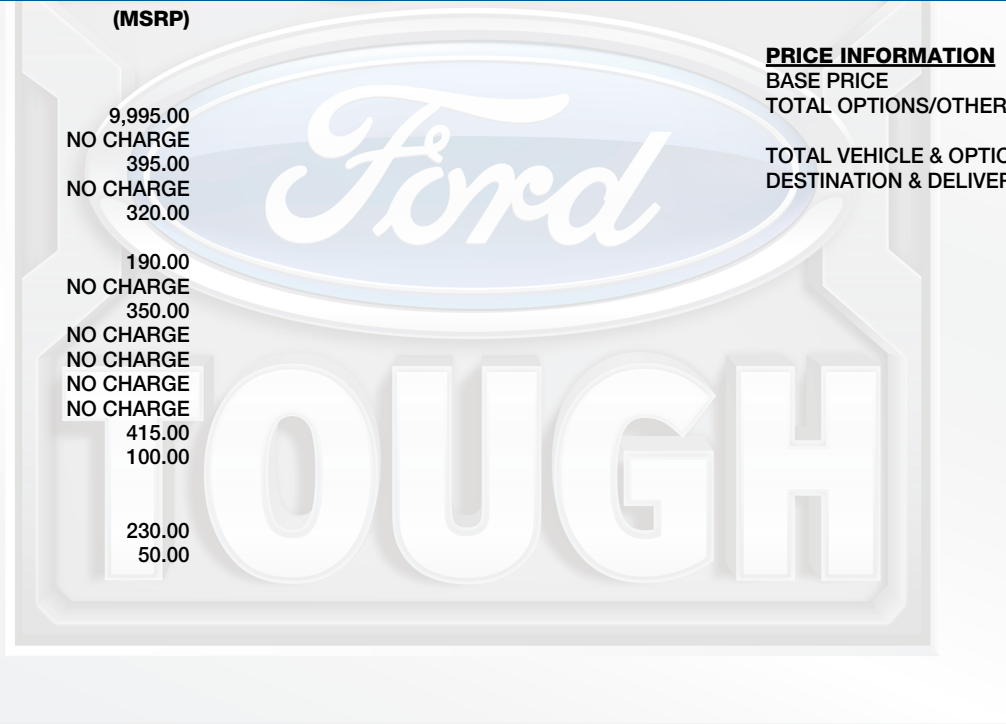 (MSRP)
9,995.00
NO CHARGE
395.00
NO CHARGE
320.00
190.00
NO CHARGE
350.00
NO CHARGE
NO CHARGE
NO CHARGE
NO CHARGE
415.00
100.00
230.00
50.00
PRICE INFORMATION
BASE PRICE
TOTAL OPTIONS/OTHER
TOTAL VEHICLE & OPTIO
DESTINATION & DELIVER
Ford
TOUGH